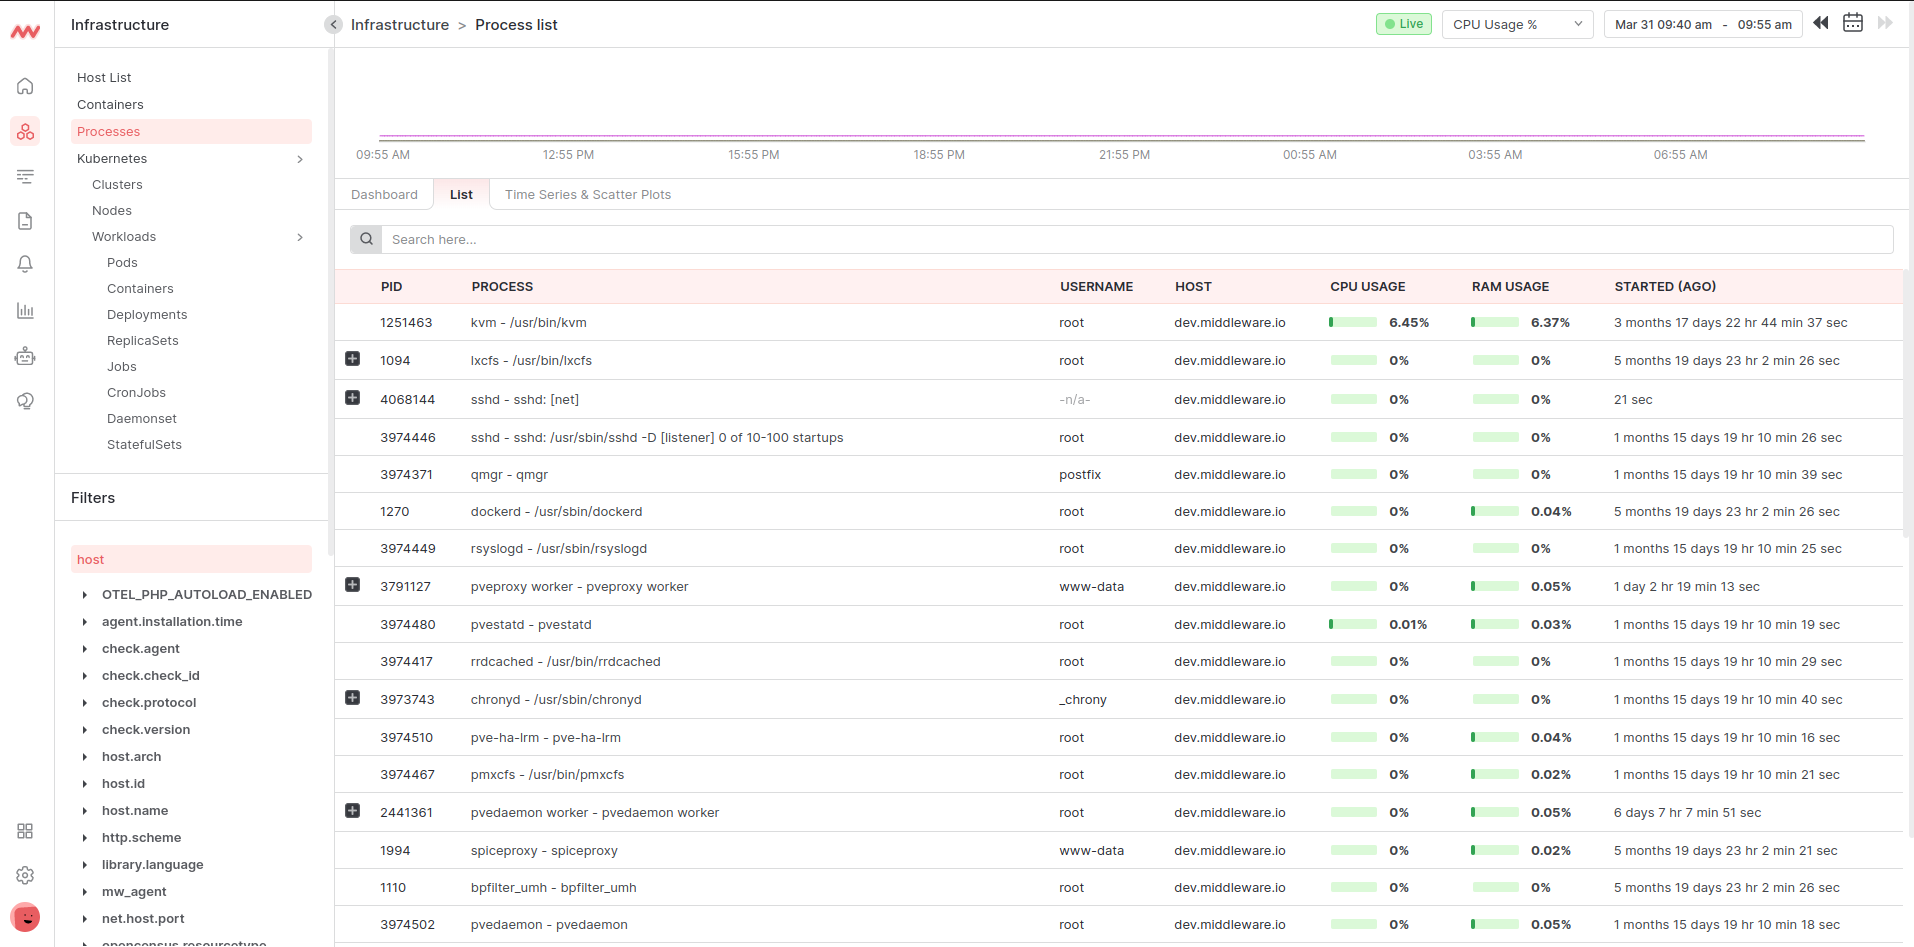 Infrastructure
Host List
Containers
Processes
Kubernetes
Clusters
Nodes
Workloads
Pods
Containers
Deployments
ReplicaSets
Jobs
CronJobs
Daemonset
StatefulSets
Filters
host
OTEL_PHP_AUTOLOAD_ENABLED
agent.installation.time
check.agent
check.check_id
check.protocol
check.version
host.arch
host.id
host.name
http.scheme
library.language
mw_agent
net.host.port
opencensus.resourcetype
Infrastructure > Process list
Live
CPU Usage %
Mar 31 09:40 am - 09:55 am
09:55 AM 12:55 PM 15:55 PM 18:55 PM 21:55 PM 00:55 AM 03:55 AM 06:55 AM
Dashboard List Time Series & Scatter Plots
Search here...
PID PROCESS USERNAME HOST CPU USAGE RAM USAGE STARTED (AGO)
1251463 kvm - /usr/bin/kvm root dev.middleware.io 6.45% 6.37% 3 months 17 days 22 hr 44 min 37 sec
1094 lxcfs - /usr/bin/lxcfs root dev.middleware.io 0% 0% 5 months 19 days 23 hr 2 min 26 sec
4068144 sshd - sshd: [net] -n/a- dev.middleware.io 0% 0% 21 sec
3974446 sshd - sshd: /usr/sbin/sshd -D [listener] 0 of 10-100 startups root dev.middleware.io 0% 0% 1 months 15 days 19 hr 10 min 26 sec
3974371 qmgr - qmgr postfix dev.middleware.io 0% 0% 1 months 15 days 19 hr 10 min 39 sec
1270 dockerd - /usr/sbin/dockerd root dev.middleware.io 0% 0.04% 5 months 19 days 23 hr 2 min 26 sec
3974449 rsyslogd - /usr/sbin/rsyslogd root dev.middleware.io 0% 0% 1 months 15 days 19 hr 10 min 25 sec
3791127 pveproxy worker - pveproxy worker www-data dev.middleware.io 0% 0.05% 1 day 2 hr 19 min 13 sec
3974480 pvestatd - pvestatd root dev.middleware.io 0.01% 0.03% 1 months 15 days 19 hr 10 min 19 sec
3974417 rrdcached - /usr/bin/rrdcached root dev.middleware.io 0% 0% 1 months 15 days 19 hr 10 min 29 sec
3973743 chronyd - /usr/sbin/chronyd _chrony dev.middleware.io 0% 0% 1 months 15 days 19 hr 10 min 40 sec
3974510 pve-ha-lrm - pve-ha-lrm root dev.middleware.io 0% 0.04% 1 months 15 days 19 hr 10 min 16 sec
3974467 pmxcfs - /usr/bin/pmxcfs root dev.middleware.io 0% 0.02% 1 months 15 days 19 hr 10 min 21 sec
2441361 pvedaemon worker - pvedaemon worker root dev.middleware.io 0% 0.05% 6 days 7 hr 7 min 51 sec
1994 spiceproxy - spiceproxy www-data dev.middleware.io 0% 0.02% 5 months 19 days 23 hr 2 min 21 sec
1110 bpfilter_umh - bpfilter_umh root dev.middleware.io 0% 0% 5 months 19 days 23 hr 2 min 26 sec
3974502 pvedaemon - pvedaemon root dev.middleware.io 0% 0.05% 1 months 15 days 19 hr 10 min 18 sec